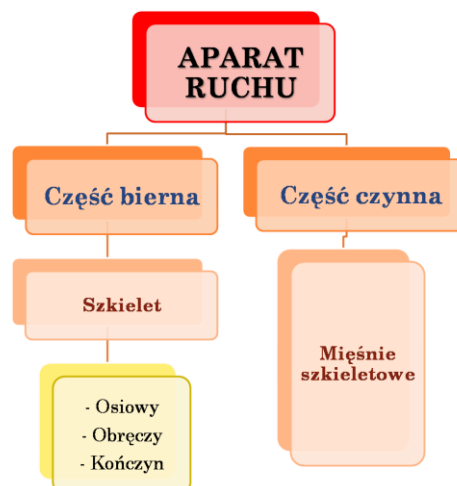 APARAT
RUCHU
Część bierna
Część czynna
Szkielet
Mięśnie
szkieletowe
- Osiowy
- Obręczy
- Kończyn